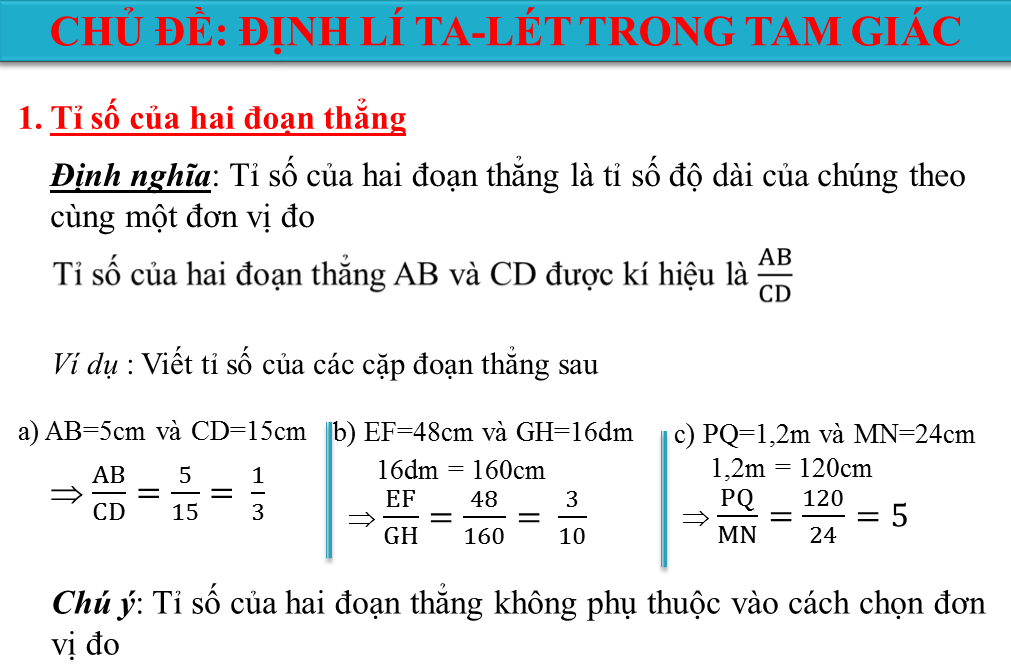 CHỦ ĐỀ: ĐỊNH LÍ TA-LÉT TRONG TAM GIÁC
1. Tỉ số của hai đoạn thẳng
Định nghĩa: Tỉ số của hai đoạn thẳng là tỉ số độ dài của chúng theo
cùng một đơn vị đo
Tỉ số của hai đoạn thẳng AB và CD được kí hiệu là AB/CD
Ví dụ : Viết tỉ số của các cặp đoạn thẳng sau
a) AB=5cm và CD=15cm
⇒ AB/CD = 5/15 = 1/3
b) EF=48cm và GH=16dm
16dm = 160cm
⇒ EF/GH = 48/160 = 3/10
c) PQ=1,2m và MN=24cm
1,2m = 120cm
⇒ PQ/MN = 120/24 = 5
Chú ý: Tỉ số của hai đoạn thẳng không phụ thuộc vào cách chọn đơn
vị đo